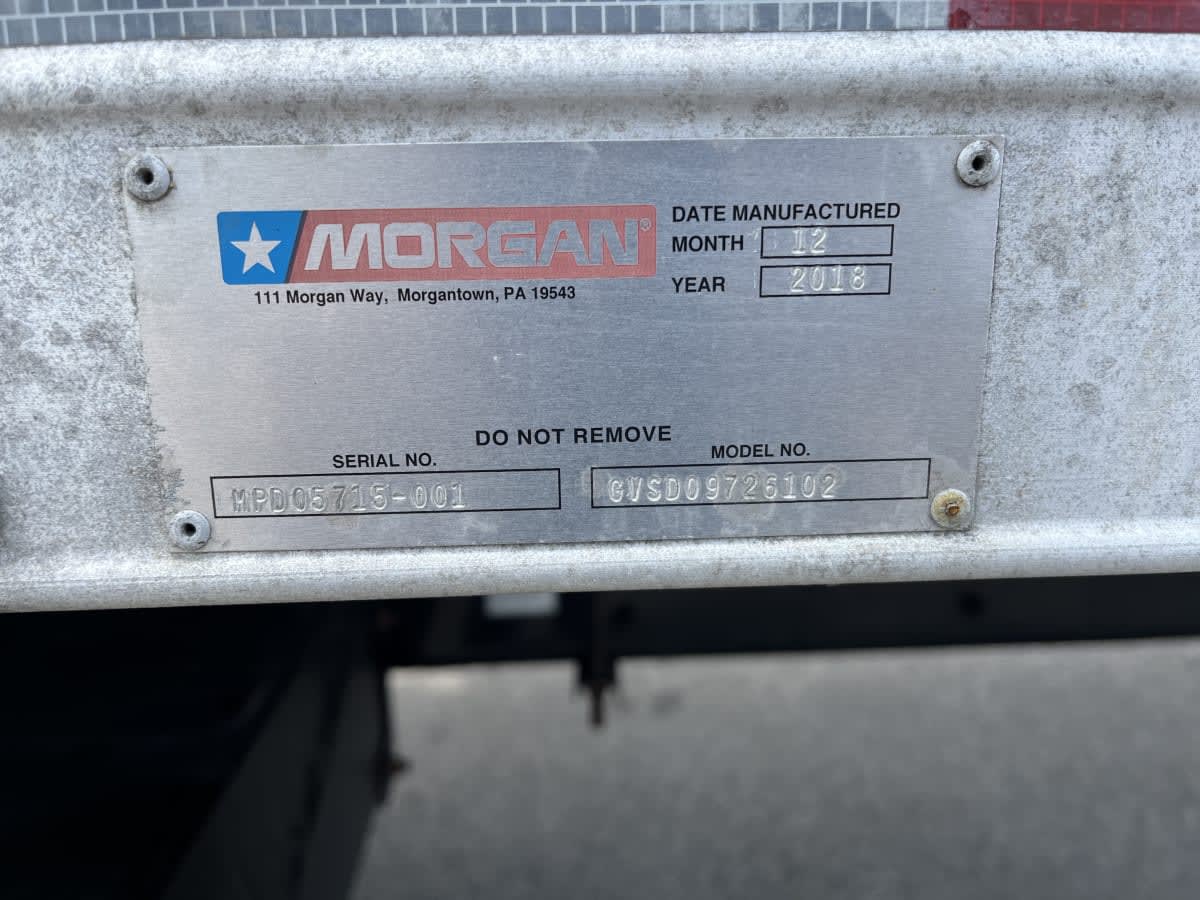 MORGAN®
111 Morgan Way, Morgantown, PA 19543
DATE MANUFACTURED
MONTH 12
YEAR 2018
DO NOT REMOVE
SERIAL NO.
MPD05715-001
MODEL NO.
GVSD09726102